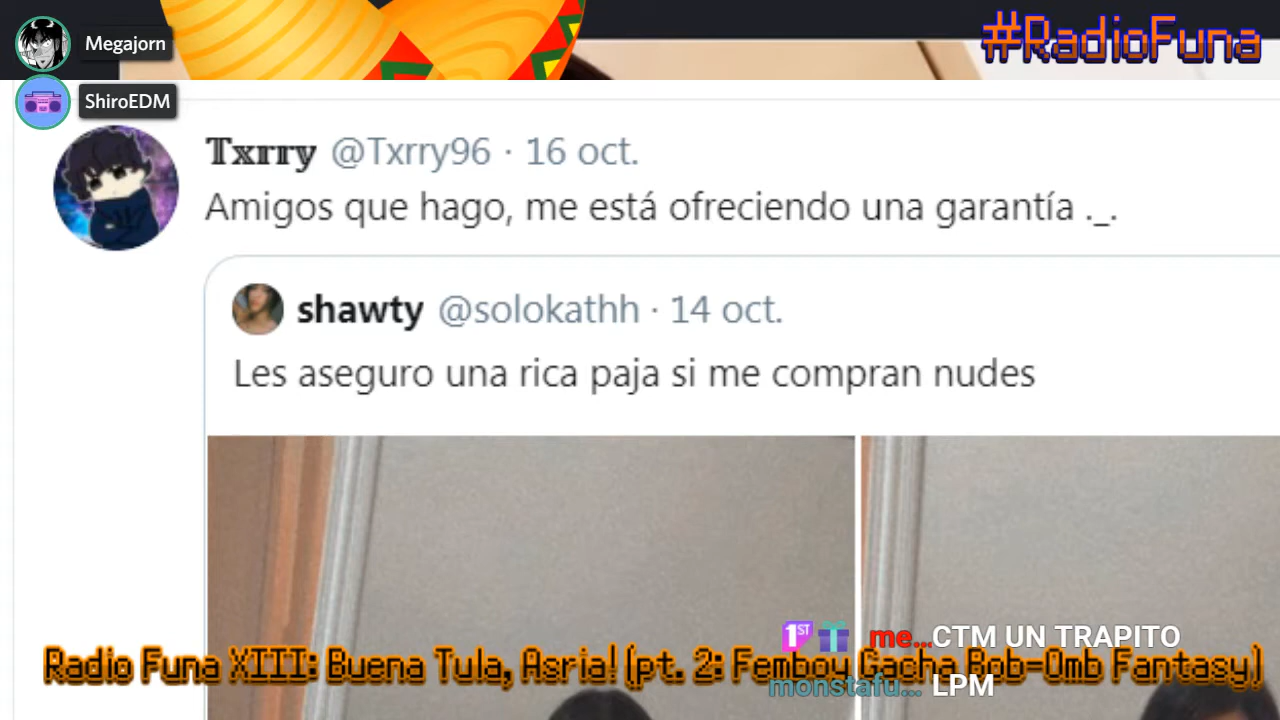 Megajorn
#RadioFuna
ShiroEDM
Txrry @Txrry96 · 16 oct.
Amigos que hago, me está ofreciendo una garantía ._.
shawty @solokathh · 14 oct.
Les aseguro una rica paja si me compran nudes
1ST me... CTM UN TRAPITO
Radio Funa XIII: Buena Tula, Asria! (pt. 2: Femboy Gacha Bob-Omb Fantasy)
monstafu... LPM